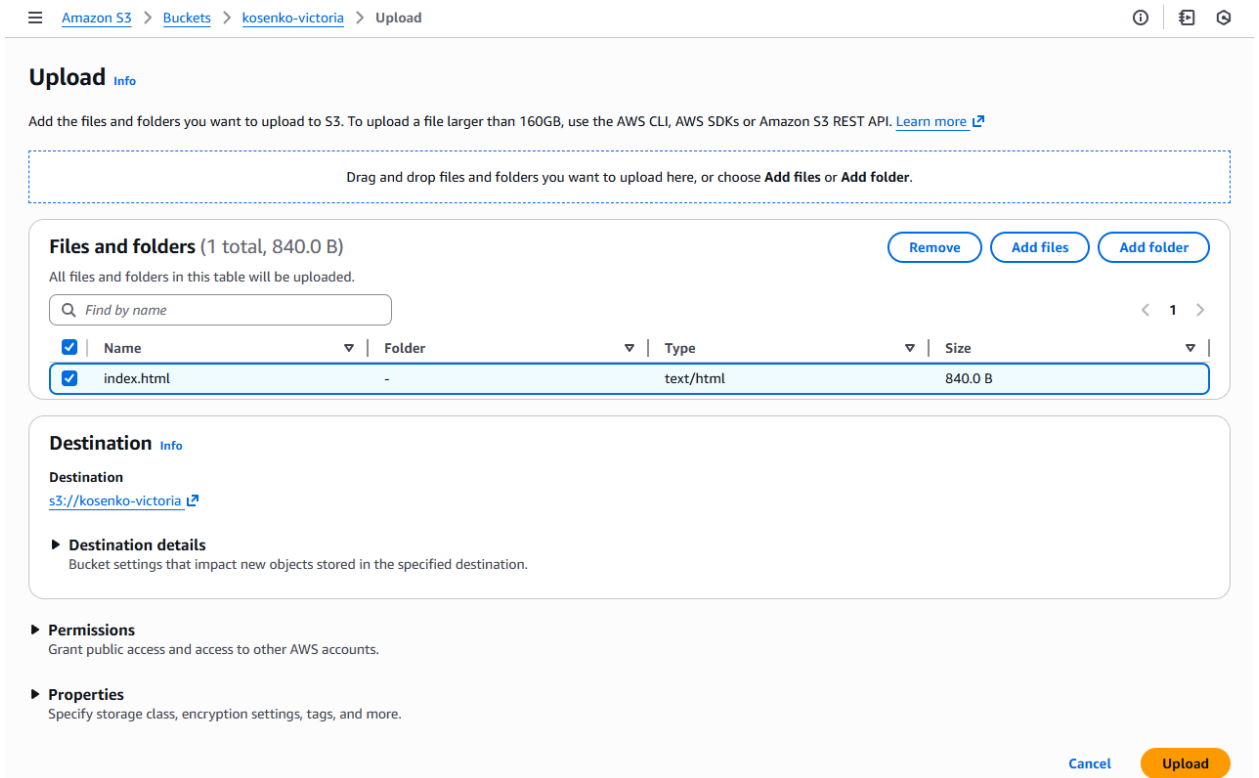 Amazon S3 > Buckets > kosenko-victoria > Upload
Upload Info
Add the files and folders you want to upload to S3. To upload a file larger than 160GB, use the AWS CLI, AWS SDKs or Amazon S3 REST API. Learn more
Drag and drop files and folders you want to upload here, or choose Add files or Add folder.
Files and folders (1 total, 840.0 B)
Remove
Add files
Add folder
All files and folders in this table will be uploaded.
Find by name
< 1 >
Name Folder Type Size
index.html - text/html 840.0 B
Destination Info
Destination
s3://kosenko-victoria
Destination details
Bucket settings that impact new objects stored in the specified destination.
Permissions
Grant public access and access to other AWS accounts.
Properties
Specify storage class, encryption settings, tags, and more.
Cancel
Upload